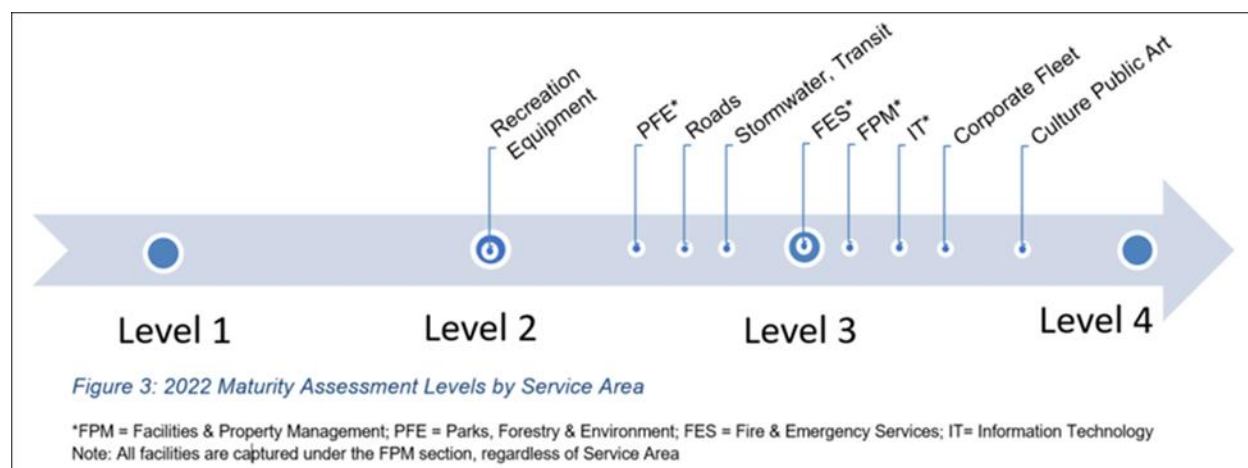 Recreation
Equipment
PFE*
Roads
Stormwater, Transit
FES*
FPM*
IT*
Corporate Fleet
Culture Public Art
Level 1
Level 2
Level 3
Level 4
Figure 3: 2022 Maturity Assessment Levels by Service Area
*FPM = Facilities & Property Management; PFE = Parks, Forestry & Environment; FES = Fire & Emergency Services; IT= Information Technology
Note: All facilities are captured under the FPM section, regardless of Service Area